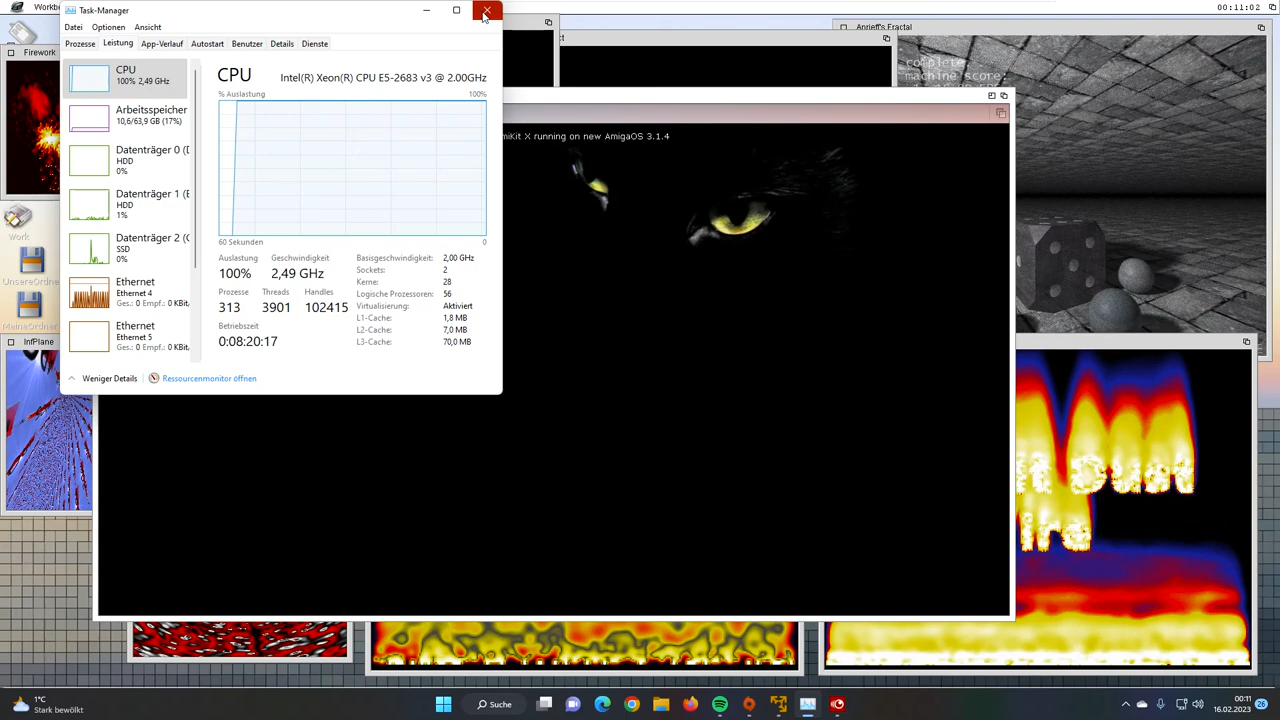 Workb
00:11:02
Task-Manager
Datei Optionen Ansicht
Prozesse Leistung App-Verlauf Autostart Benutzer Details Dienste
CPU
100% 2,49 GHz
Arbeitsspeicher
10,6/63,9 GB (17%)
Datenträger 0 (D
HDD
0%
Datenträger 1 (E
HDD
1%
Datenträger 2 (C
SSD
0%
Ethernet
Ethernet 4
Ges.: 0 Empf.: 0 KBit,
Ethernet
Ethernet 5
Ges.: 0 Empf.: 0 KBit,
CPU
Intel(R) Xeon(R) CPU E5-2683 v3 @ 2.00GHz
% Auslastung 100%
60 Sekunden 0
Auslastung Geschwindigkeit
100% 2,49 GHz
Prozesse Threads Handles
313 3901 102415
Betriebszeit
0:08:20:17
Basisgeschwindigkeit: 2,00 GHz
Sockets: 2
Kerne: 28
Logische Prozessoren: 56
Virtualisierung: Aktiviert
L1-Cache: 1,8 MB
L2-Cache: 7,0 MB
L3-Cache: 70,0 MB
Weniger Details
Ressourcenmonitor öffnen
Firework
Work
UnsereOrdne
MeineOrdner
InfPlane
xt
miKit X running on new AmigaOS 3.1.4
Anrieff's Fractal
complete,
machine score:
1°C
Stark bewölkt
Suche
00:11
16.02.2023
26